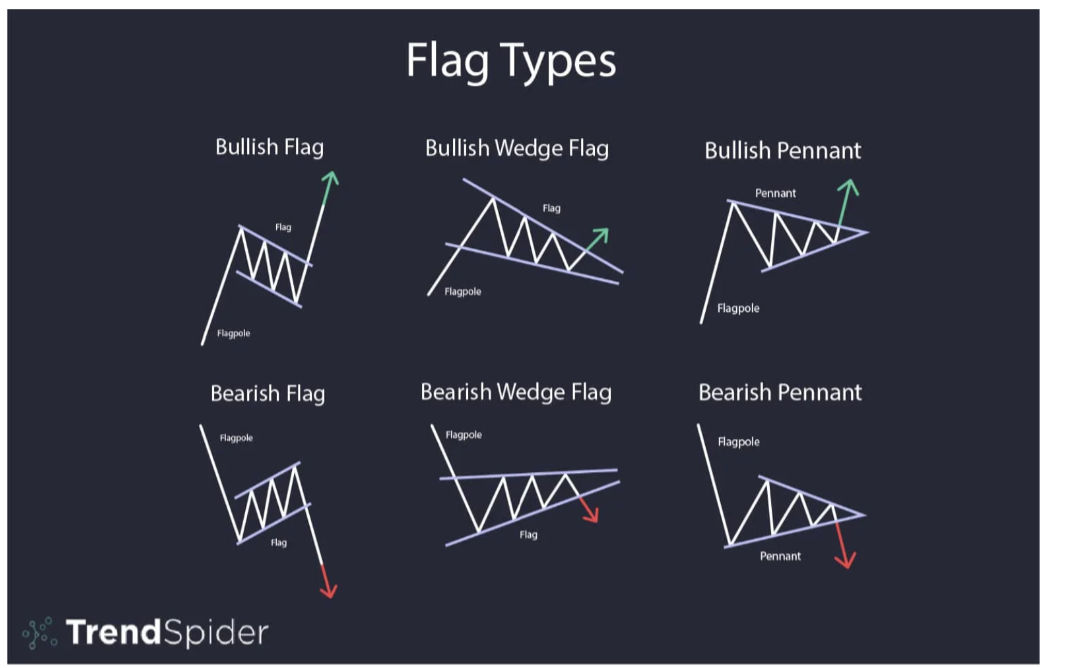 Flag Types
Bullish Flag
Flag
Flagpole
Bullish Wedge Flag
Flag
Flagpole
Bullish Pennant
Pennant
Flagpole
Bearish Flag
Flagpole
Flag
Bearish Wedge Flag
Flagpole
Flag
Bearish Pennant
Flagpole
Pennant
TrendSpider